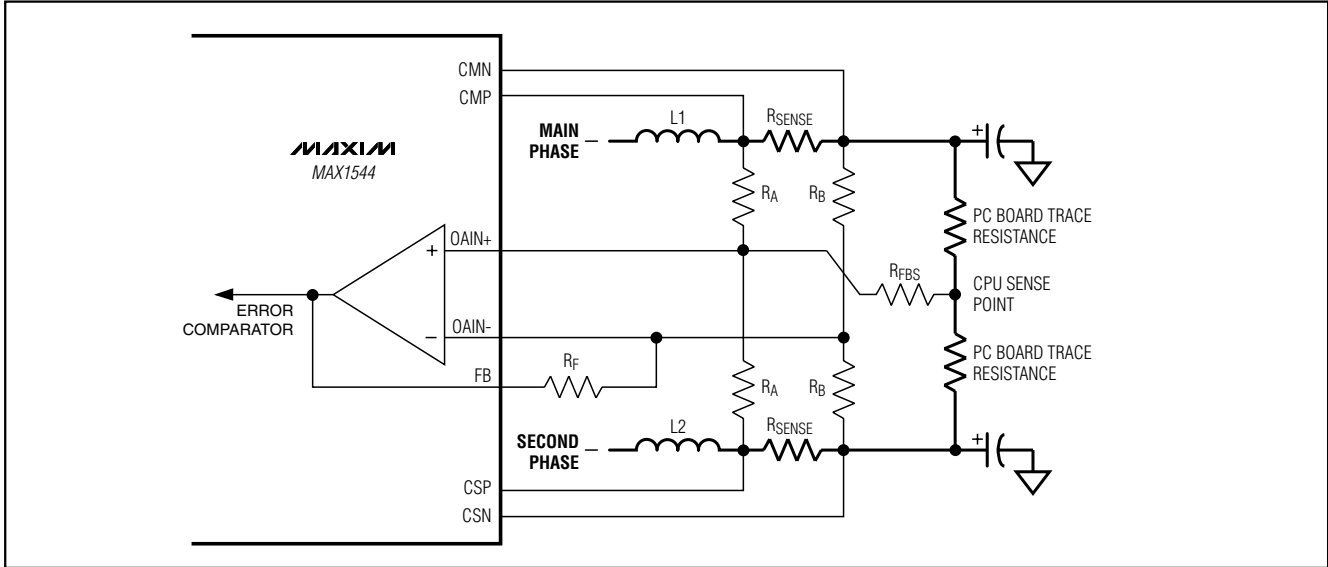 CMN
CMP
MAXIM
MAX1544
MAIN
PHASE
L1
RSENSE
+
RA
RB
PC BOARD TRACE
RESISTANCE
OAIN+
+
RFBS
CPU SENSE
POINT
ERROR
COMPARATOR
−
OAIN-
FB
RF
RA
RB
PC BOARD TRACE
RESISTANCE
SECOND
PHASE
L2
RSENSE
+
CSP
CSN